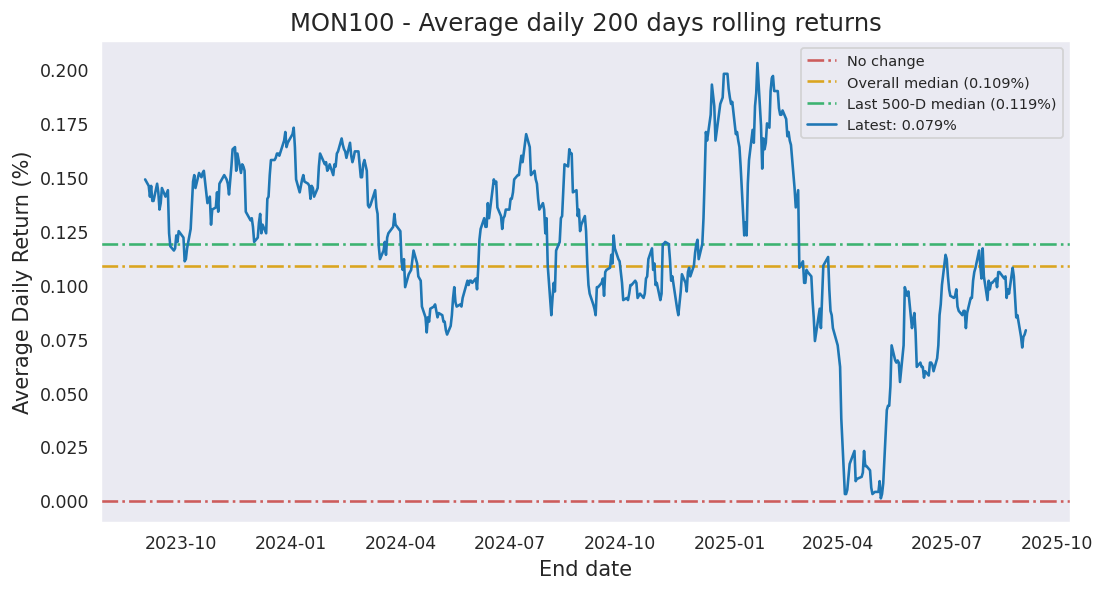 MON100 - Average daily 200 days rolling returns
No change
Overall median (0.109%)
Last 500-D median (0.119%)
Latest: 0.079%
Average Daily Return (%)
0.200
0.175
0.150
0.125
0.100
0.075
0.050
0.025
0.000
2023-10 2024-01 2024-04 2024-07 2024-10 2025-01 2025-04 2025-07 2025-10
End date